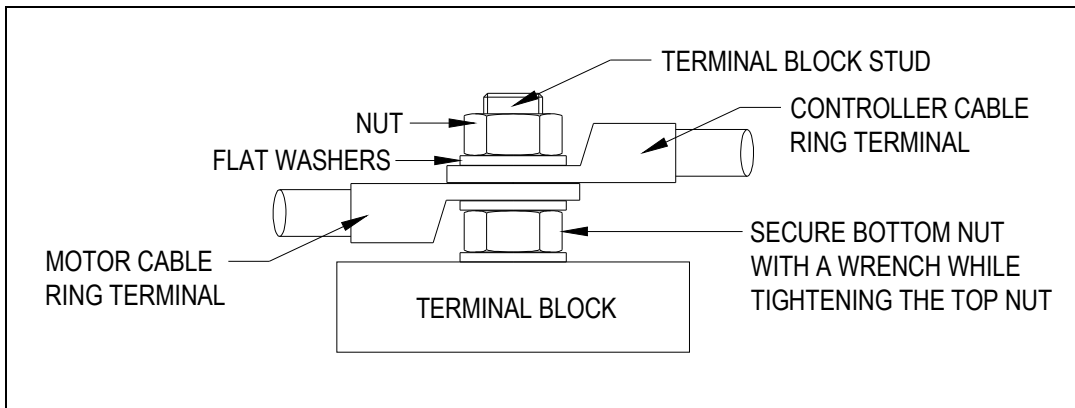 TERMINAL BLOCK STUD
NUT
CONTROLLER CABLE
RING TERMINAL
FLAT WASHERS
MOTOR CABLE
RING TERMINAL
SECURE BOTTOM NUT
WITH A WRENCH WHILE
TIGHTENING THE TOP NUT
TERMINAL BLOCK